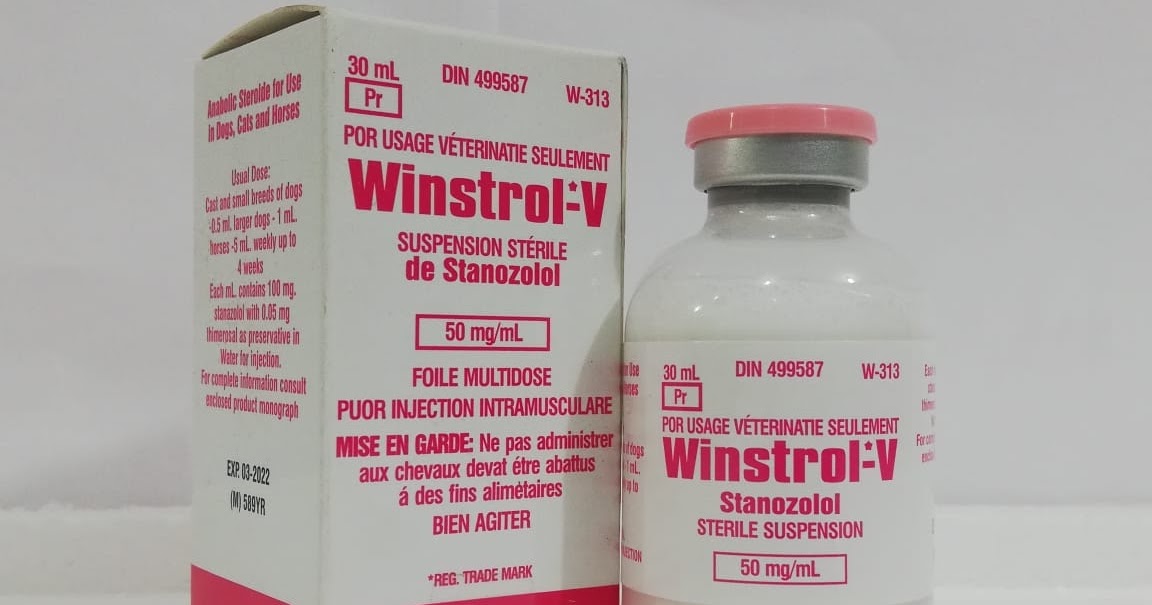 Anabolic Steroide for Use
in Dogs, Cats and Horses
Usual Dose:
Cast and small breeds of dogs
-0.5 ml. larger dogs - 1 mL.
horses -5 mL. weekly up to
4 weeks
Each mL. contains 100 mg.
stanazolol with 0.05 mg
thimerosal as preservative in
Water for injection.
For complete information consult
enclosed product monograph
EXP. 03-2022
(M) 589YR
30 mL DIN 499587 W-313
Pr
POR USAGE VÉTERINATIE SEULEMENT
Winstrol*-V
SUSPENSION STÉRILE
de Stanozolol
50 mg/mL
FOILE MULTIDOSE
PUOR INJECTION INTRAMUSCULARE
MISE EN GARDE: Ne pas administrer
aux chevaux devat étre abattus
á des fins alimètaires
BIEN AGITER
*REG. TRADE MARK
30 mL DIN 499587 W-313
Pr
POR USAGE VÉTERINATIE SEULEMENT
Winstrol*-V
Stanozolol
STERILE SUSPENSION
50 mg/mL